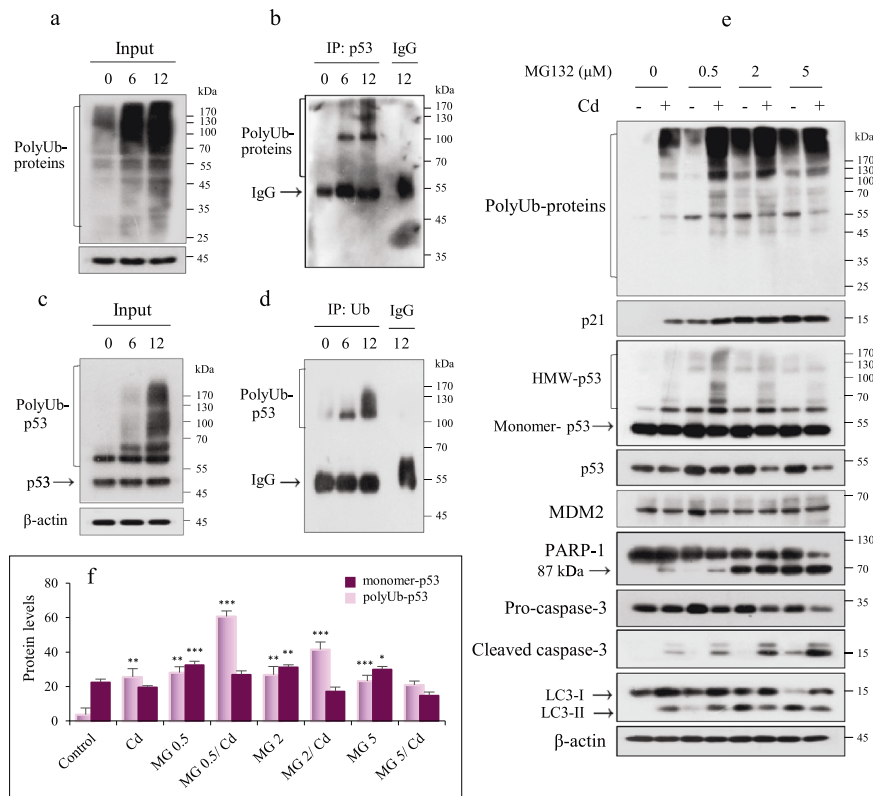 a
Input
0 6 12
kDa
PolyUb-
proteins
170
130
100
70
55
45
35
25
45
b
IP: p53 IgG
0 6 12 12
kDa
PolyUb-
proteins
IgG
170
130
100
70
55
45
35
c
Input
0 6 12
kDa
PolyUb-
p53
p53
β-actin
170
130
100
70
55
45
45
d
IP: Ub IgG
0 6 12 12
kDa
PolyUb-
p53
IgG
170
130
100
70
55
45
e
MG132 (µM) 0 0.5 2 5
Cd - + - + - + - +
kDa
PolyUb-proteins
170
130
100
70
55
45
35
25
p21 15
HMW-p53
170
130
100
70
Monomer- p53 55
p53 55
MDM2 70
PARP-1 130
87 kDa 70
Pro-caspase-3 35
Cleaved caspase-3 15
LC3-I 15
LC3-II
β-actin 45
f
monomer-p53
polyUb-p53
Protein levels
80
60
40
20
0
** ** *** *** ** ** *** *** *
Control Cd MG 0.5 MG 0.5/ Cd MG 2 MG 2/ Cd MG 5 MG 5/ Cd